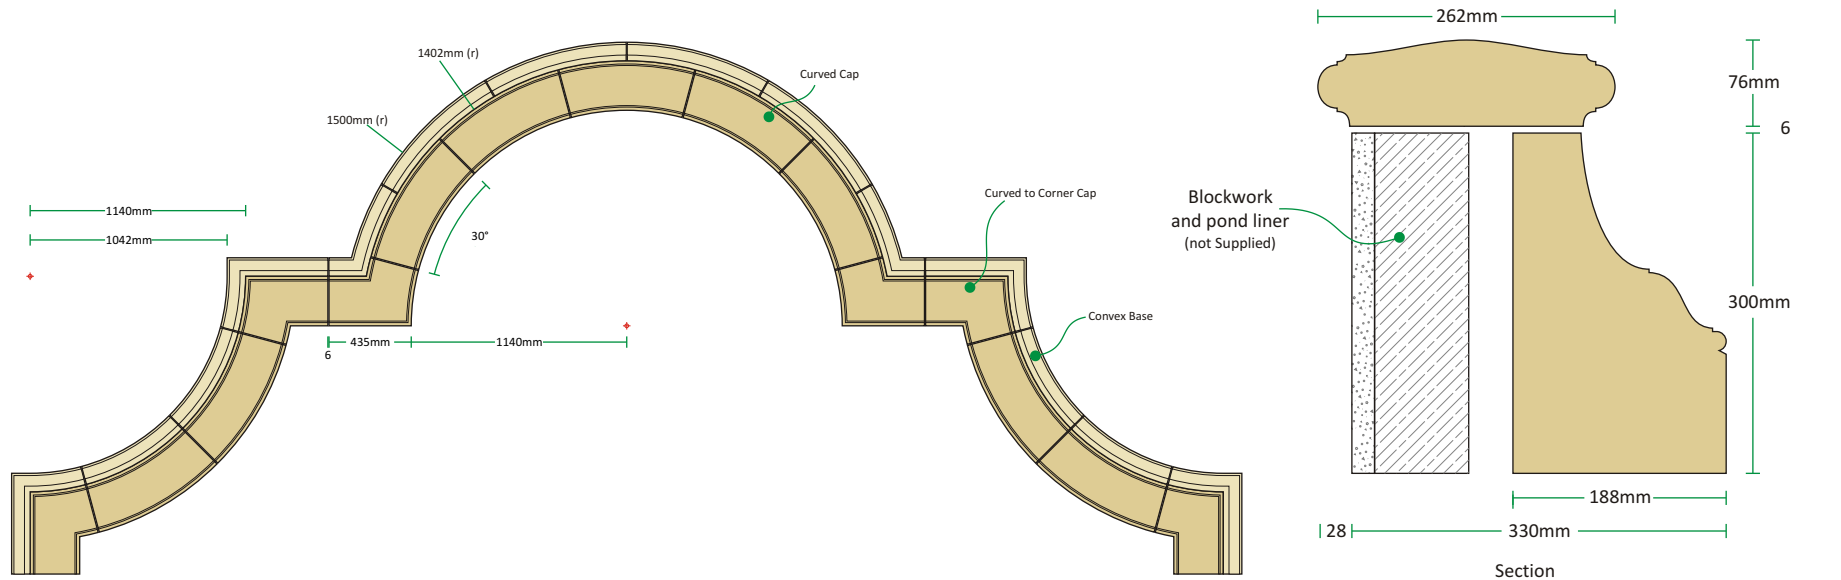 1402mm (r)
Curved Cap
1500mm (r)
1140mm
1042mm
30°
Curved to Corner Cap
Convex Base
6
435mm
1140mm
262mm
76mm
6
Blockwork
and pond liner
(not Supplied)
300mm
188mm
28
330mm
Section